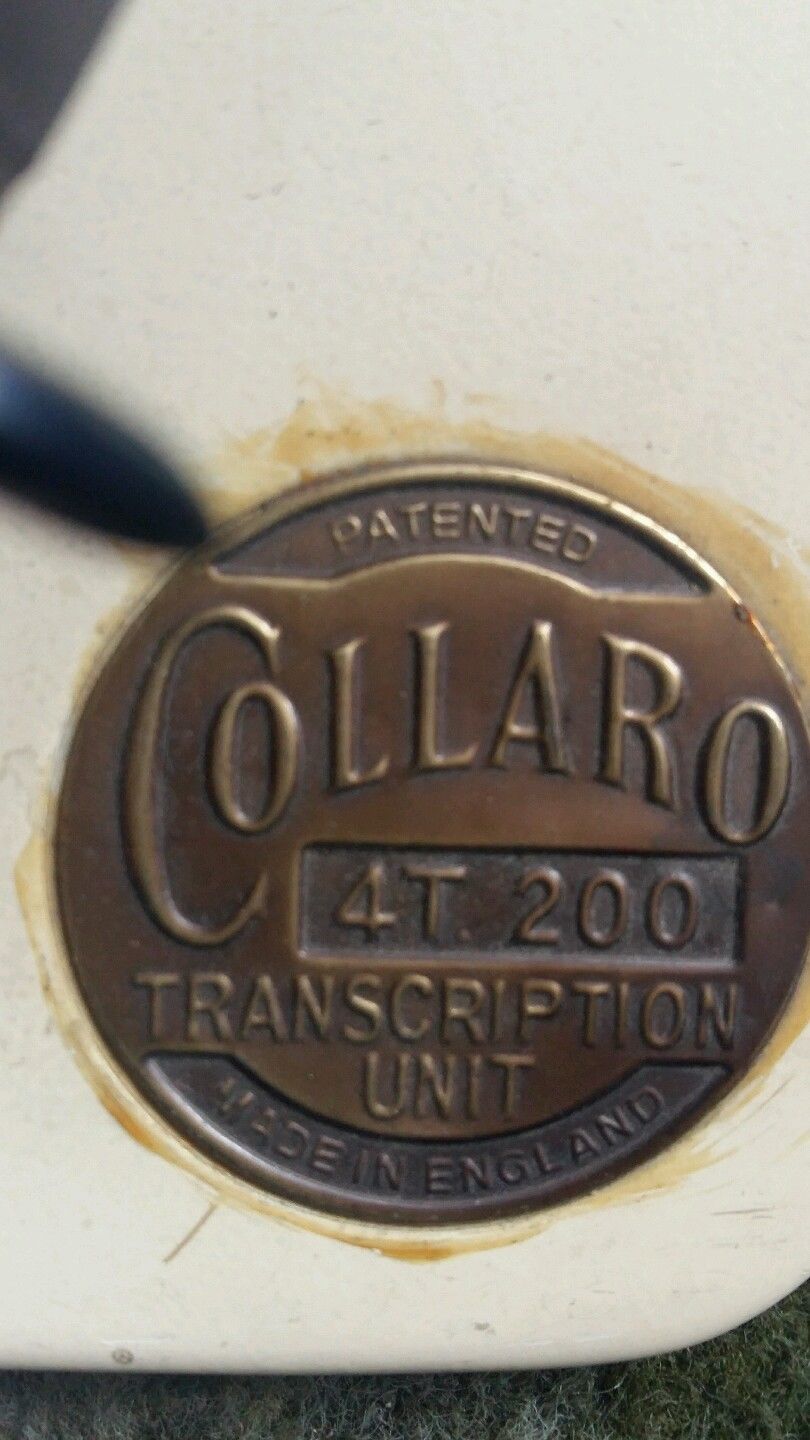 PATENTED
COLLARO
4T. 200
TRANSCRIPTION
UNIT
MADE IN ENGLAND